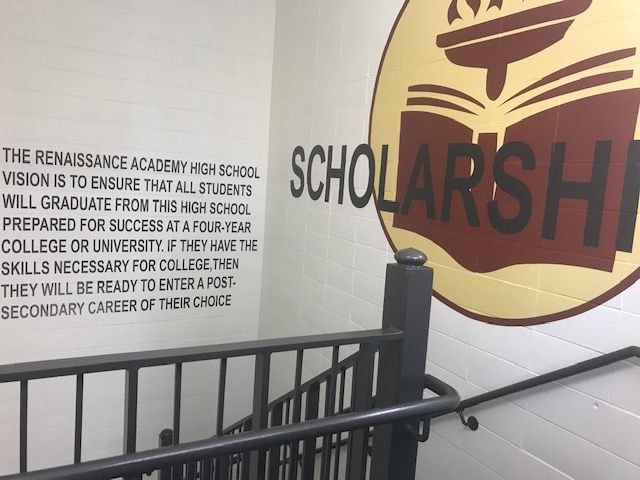 THE RENAISSANCE ACADEMY HIGH SCHOOL
VISION IS TO ENSURE THAT ALL STUDENTS
WILL GRADUATE FROM THIS HIGH SCHOOL
PREPARED FOR SUCCESS AT A FOUR-YEAR
COLLEGE OR UNIVERSITY. IF THEY HAVE THE
SKILLS NECESSARY FOR COLLEGE,THEN
THEY WILL BE READY TO ENTER A POST-
SECONDARY CAREER OF THEIR CHOICE
SCHOLARSHI